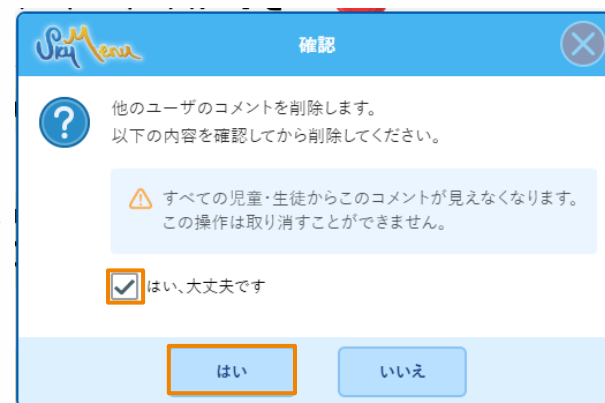 SkyMenu
確認
他のユーザのコメントを削除します。
以下の内容を確認してから削除してください。
すべての児童・生徒からこのコメントが見えなくなります。
この操作は取り消すことができません。
はい、大丈夫です
はい
いいえ